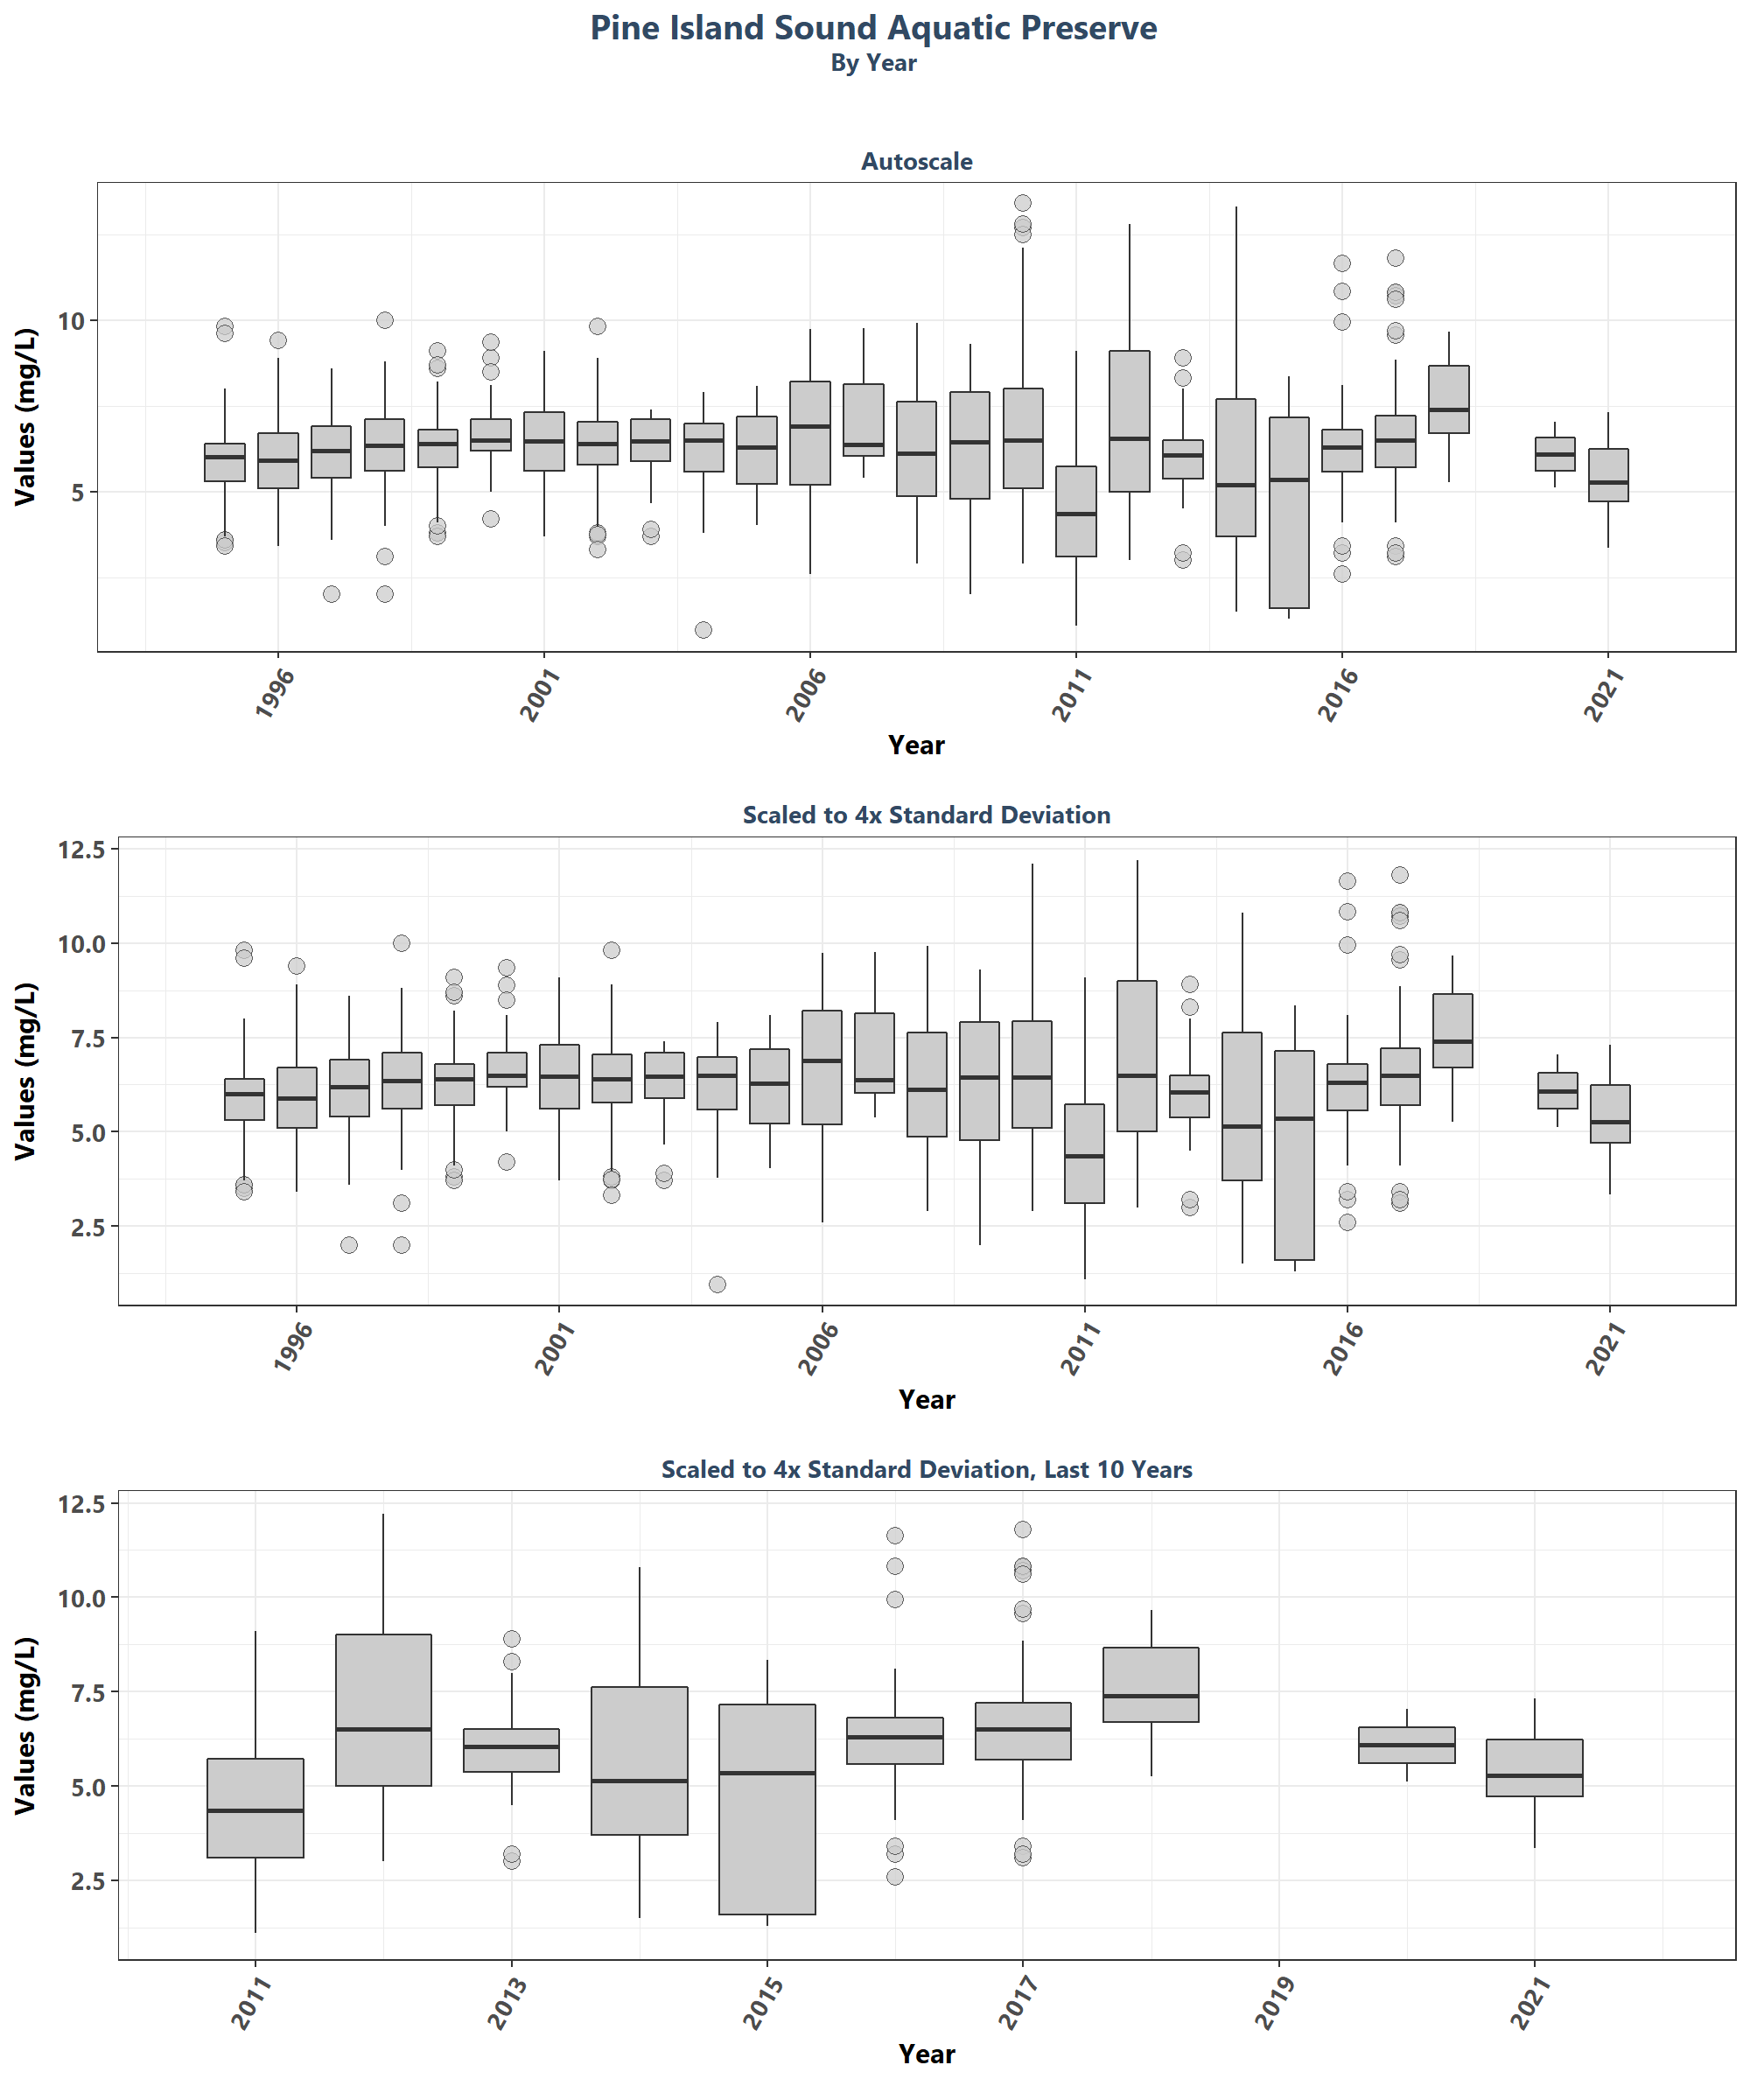 Pine Island Sound Aquatic Preserve
By Year
Autoscale
Values (mg/L)
10
5
1996
2001
2006
2011
2016
2021
Year
Scaled to 4x Standard Deviation
Values (mg/L)
12.5
10.0
7.5
5.0
2.5
1996
2001
2006
2011
2016
2021
Year
Scaled to 4x Standard Deviation, Last 10 Years
Values (mg/L)
12.5
10.0
7.5
5.0
2.5
2011
2013
2015
2017
2019
2021
Year